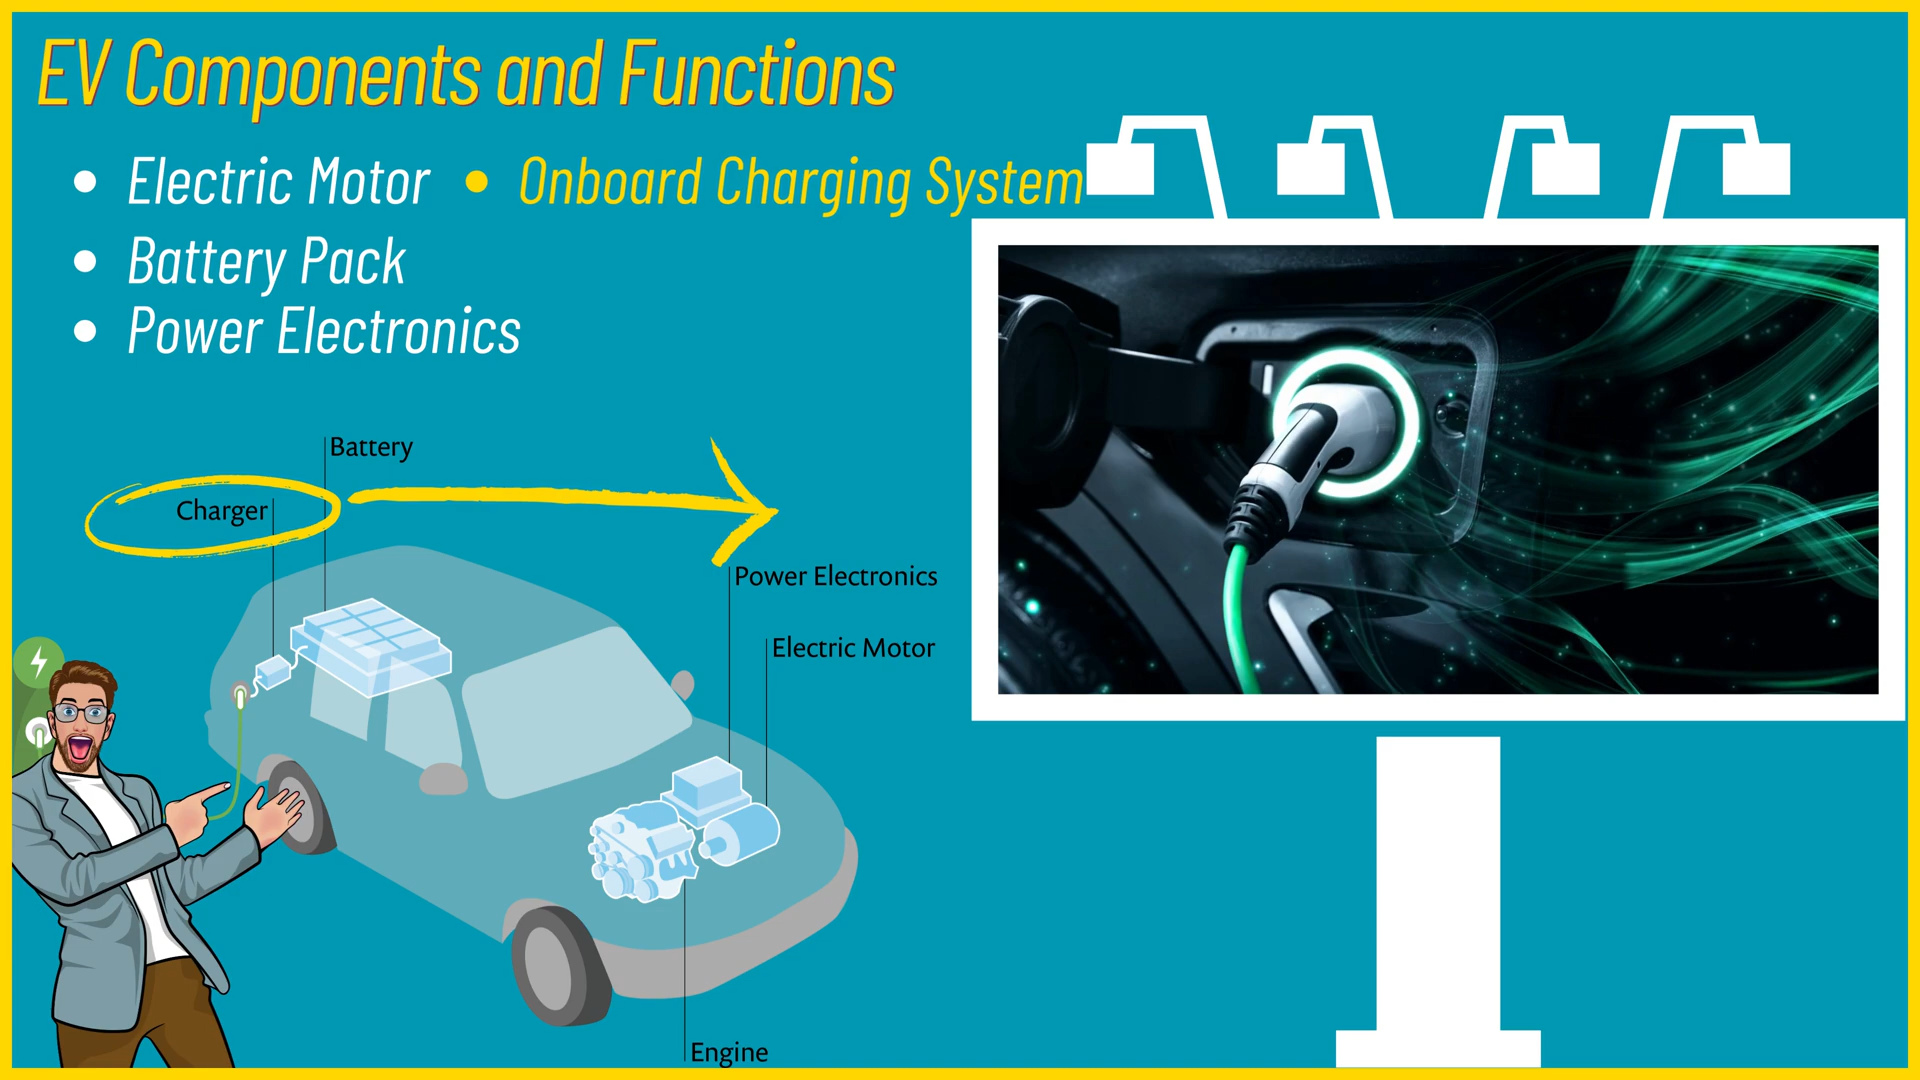 EV Components and Functions
• Electric Motor
• Onboard Charging System
• Battery Pack
• Power Electronics
Battery
Charger
Power Electronics
Electric Motor
Engine